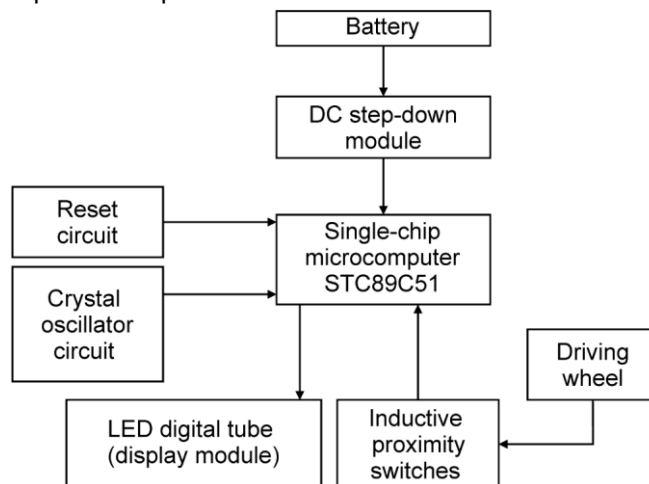 Battery
DC step-down
module
Reset
circuit
Single-chip
microcomputer
STC89C51
Crystal
oscillator
circuit
Driving
wheel
LED digital tube
(display module)
Inductive
proximity
switches